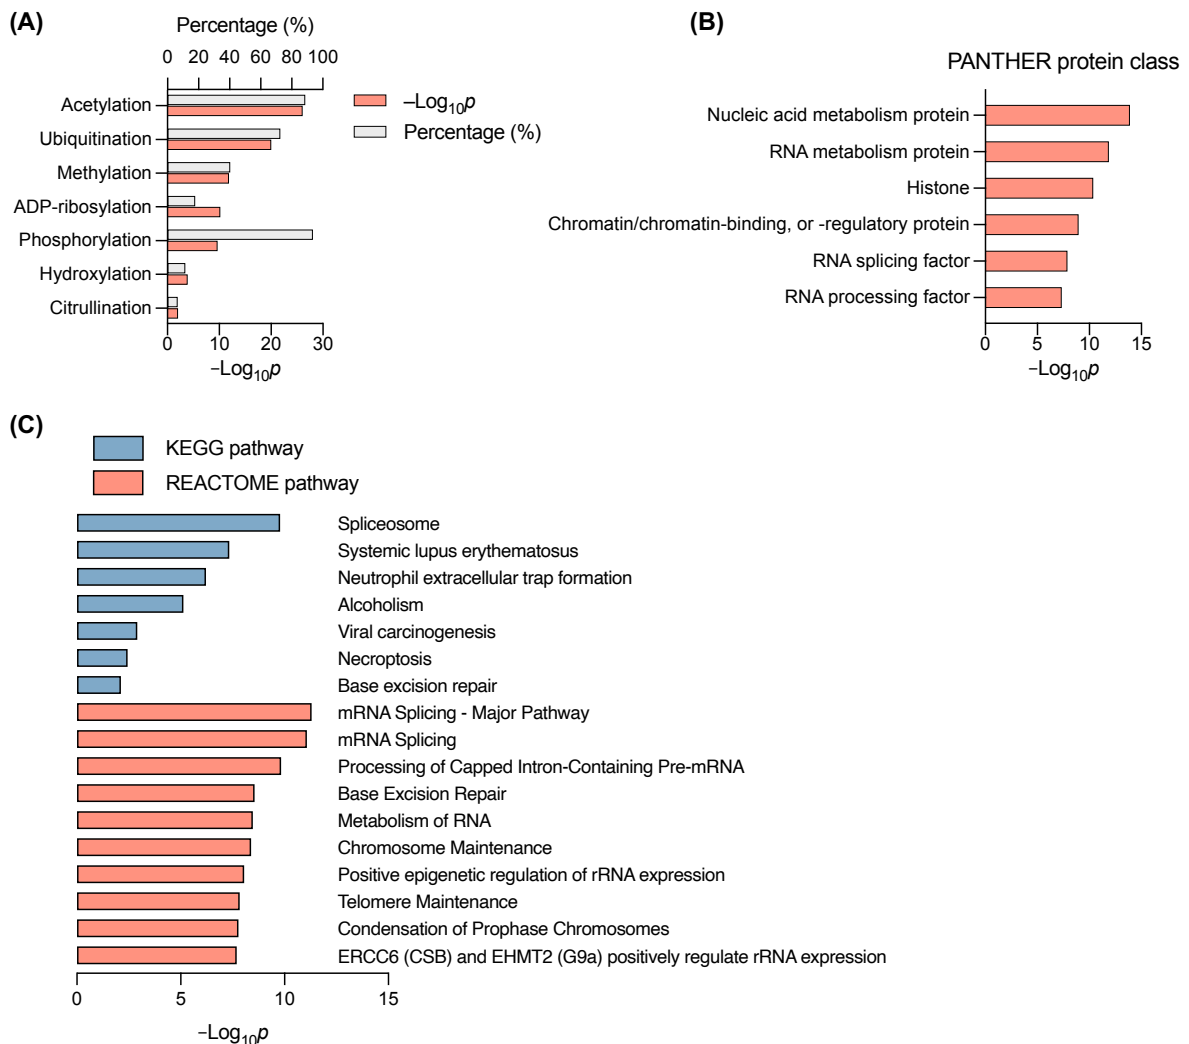 (A)
Percentage (%)
0 20 40 60 80 100
Acetylation
Ubiquitination
Methylation
ADP-ribosylation
Phosphorylation
Hydroxylation
Citrullination
0 10 20 30
–Log10p
–Log10p
Percentage (%)
(B)
PANTHER protein class
Nucleic acid metabolism protein
RNA metabolism protein
Histone
Chromatin/chromatin-binding, or -regulatory protein
RNA splicing factor
RNA processing factor
0 5 10 15
–Log10p
(C)
KEGG pathway
REACTOME pathway
Spliceosome
Systemic lupus erythematosus
Neutrophil extracellular trap formation
Alcoholism
Viral carcinogenesis
Necroptosis
Base excision repair
mRNA Splicing - Major Pathway
mRNA Splicing
Processing of Capped Intron-Containing Pre-mRNA
Base Excision Repair
Metabolism of RNA
Chromosome Maintenance
Positive epigenetic regulation of rRNA expression
Telomere Maintenance
Condensation of Prophase Chromosomes
ERCC6 (CSB) and EHMT2 (G9a) positively regulate rRNA expression
0 5 10 15
–Log10p